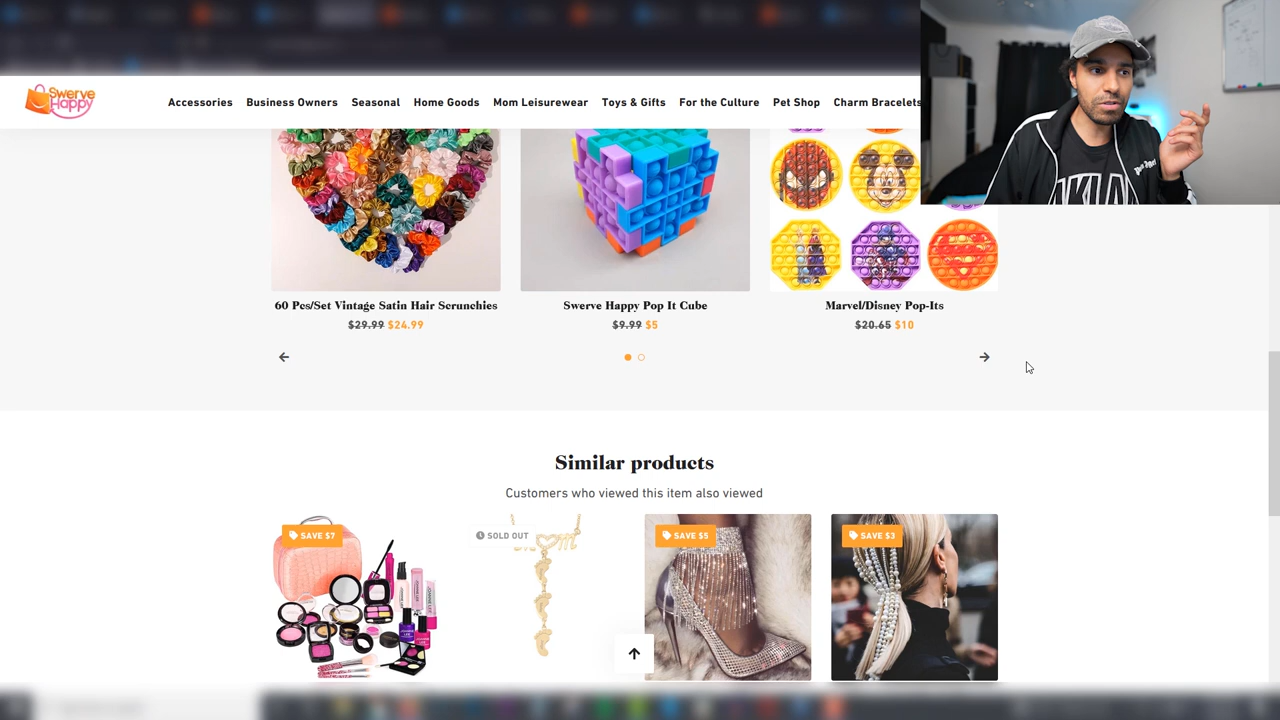 Swerve
Happy
Accessories Business Owners Seasonal Home Goods Mom Leisurewear Toys & Gifts For the Culture Pet Shop Charm Bracelets
60 Pcs/Set Vintage Satin Hair Scrunchies
$29.99 $24.99
Swerve Happy Pop It Cube
$9.99 $5
Marvel/Disney Pop-Its
$20.65 $10
Similar products
Customers who viewed this item also viewed
SAVE $7
SOLD OUT
SAVE $5
SAVE $3